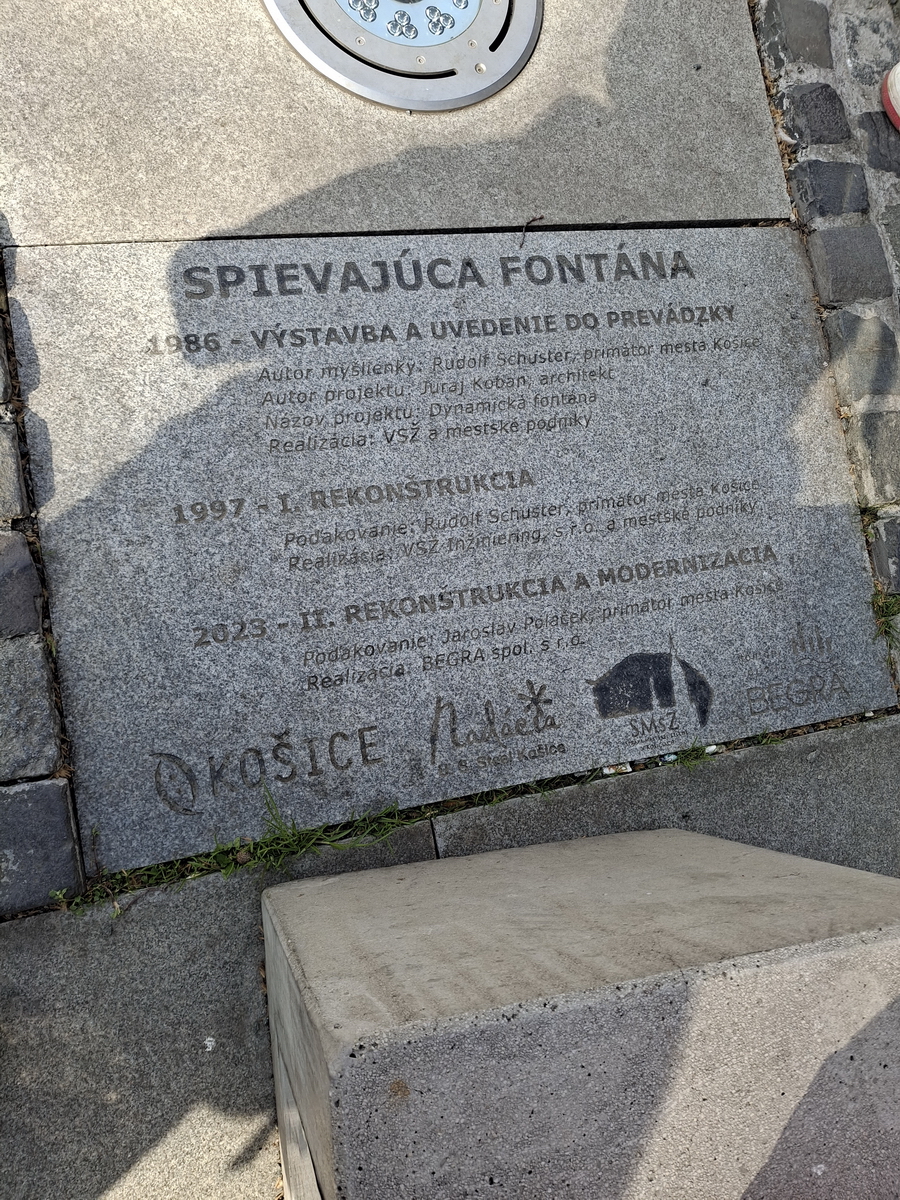 SPIEVAJÚCA FONTÁNA
1986 - VÝSTAVBA A UVEDENIE DO PREVÁDZKY
Autor myšlienky: Rudolf Schuster, primátor mesta Košice
Autor projektu: Juraj Koban, architekt
Názov projektu: Dynamická fontána
Realizácia: VSŽ a mestské podniky
1997 - I. REKONŠTRUKCIA
Poďakovanie: Rudolf Schuster, primátor mesta Košice
Realizácia: VSŽ Inžiniering, s.r.o. a mestské podniky
2023 - II. REKONŠTRUKCIA A MODERNIZÁCIA
Poďakovanie: Jaroslav Polaček, primátor mesta Košice
Realizácia: BEGRA spol. s r.o.
KOŠICE
Nadácia
U. S. Steel Košice
SMsZ
BEGRA